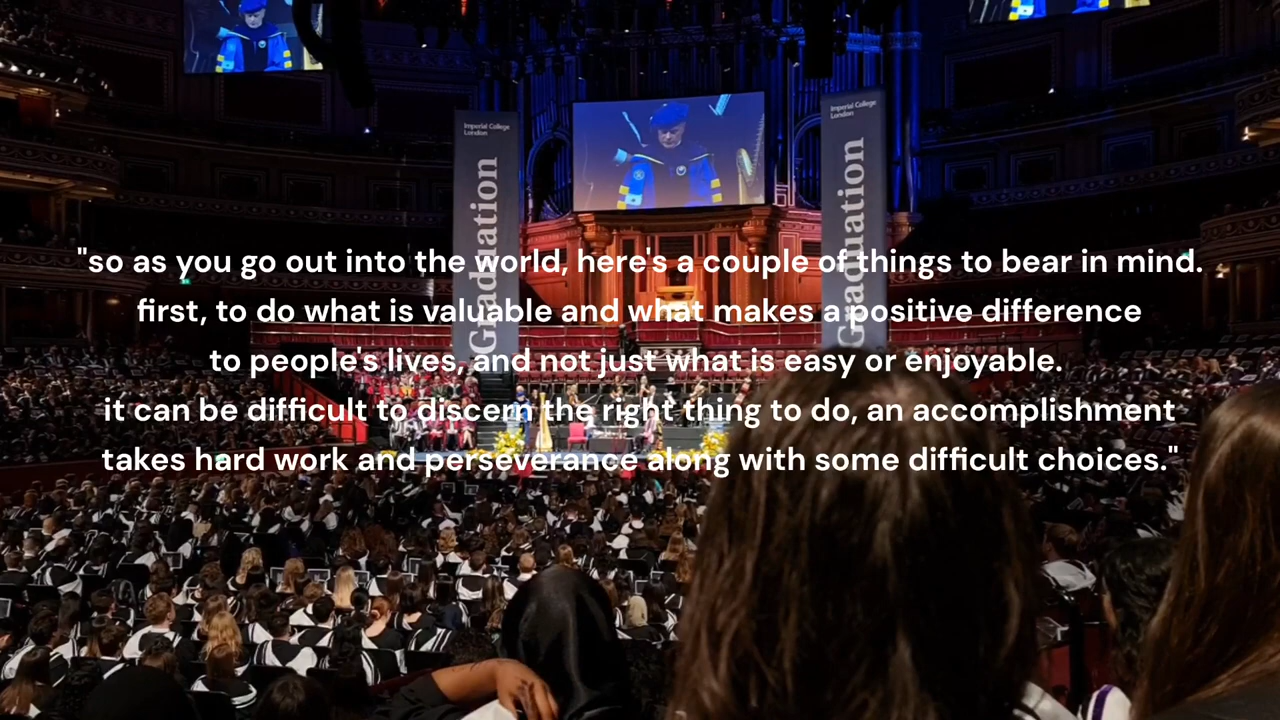 Imperial College
London
Graduation
Imperial College
London
Graduation
"so as you go out into the world, here's a couple of things to bear in mind.
first, to do what is valuable and what makes a positive difference
to people's lives, and not just what is easy or enjoyable.
it can be difficult to discern the right thing to do, an accomplishment
takes hard work and perseverance along with some difficult choices."